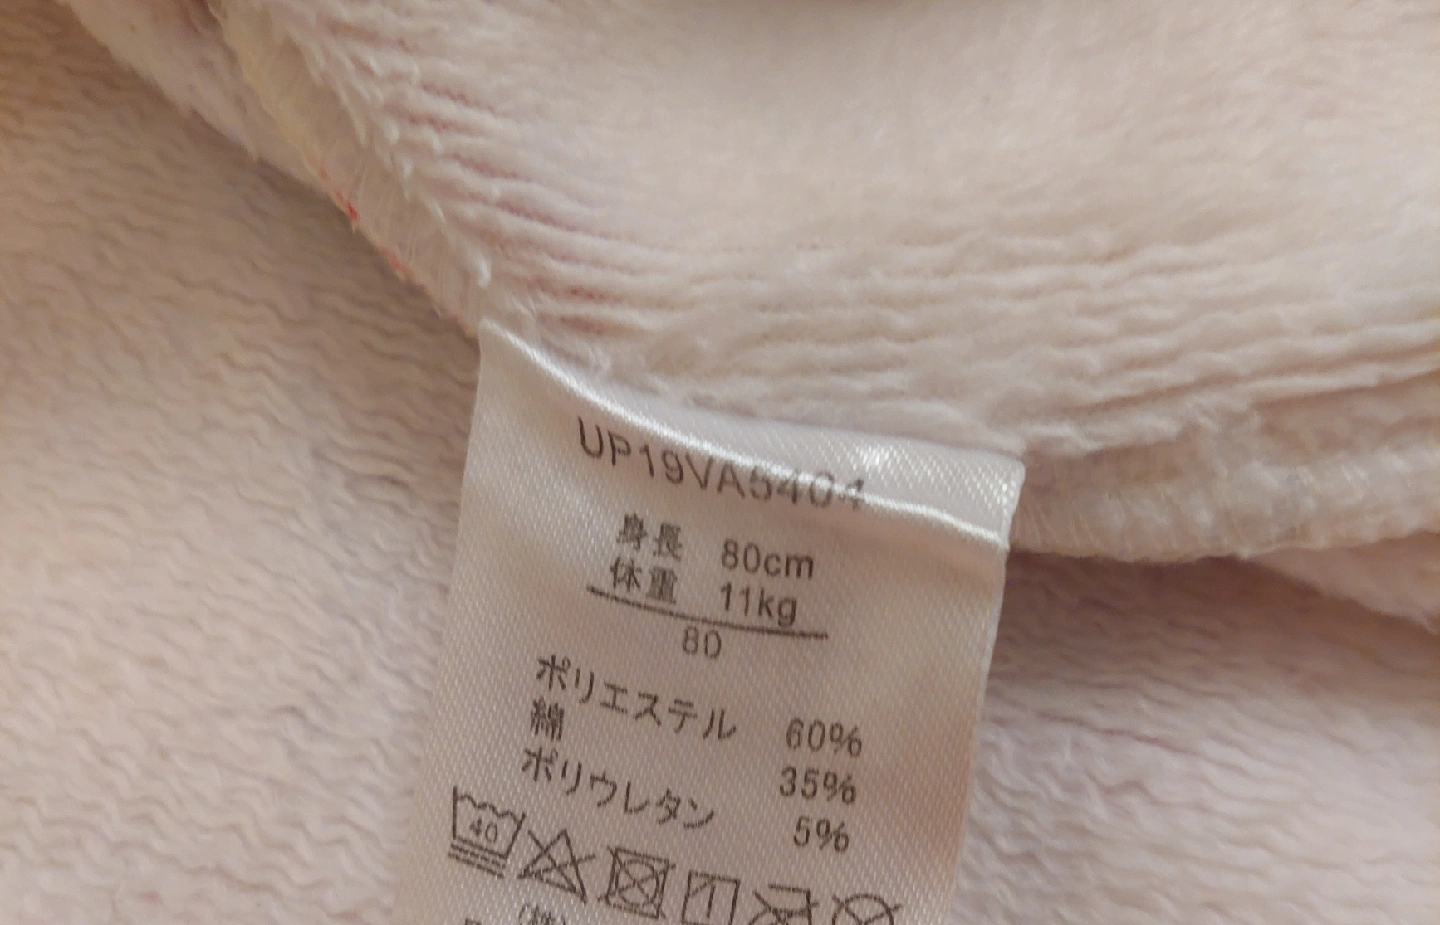 UP19VA5404
身長 80cm
体重 11kg
80
ポリエステル 60%
綿 35%
ポリウレタン 5%
40
(株)